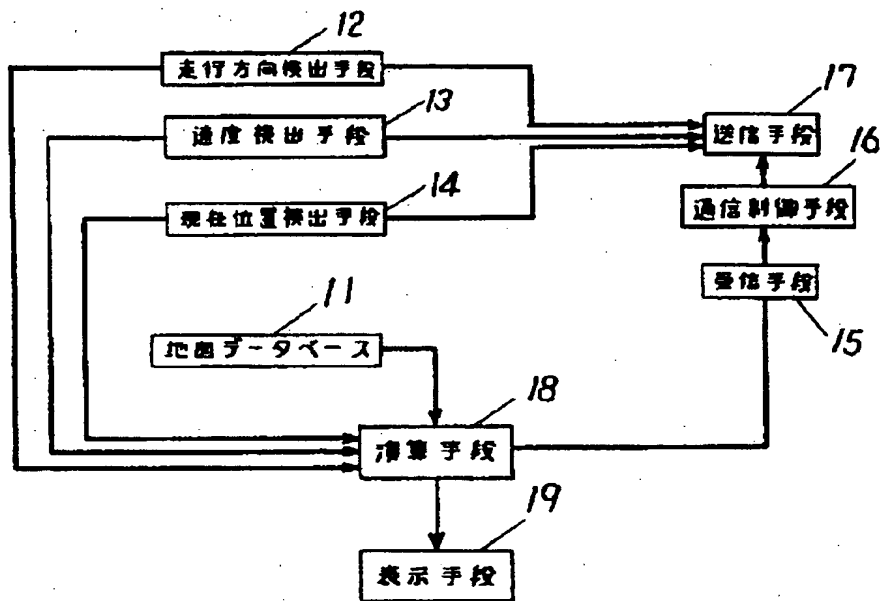 12
走行方向検出手段
13
速度検出手段
17
送信手段
14
現在位置検出手段
16
通信制御手段
受信手段
15
11
地図データベース
18
演算手段
19
表示手段